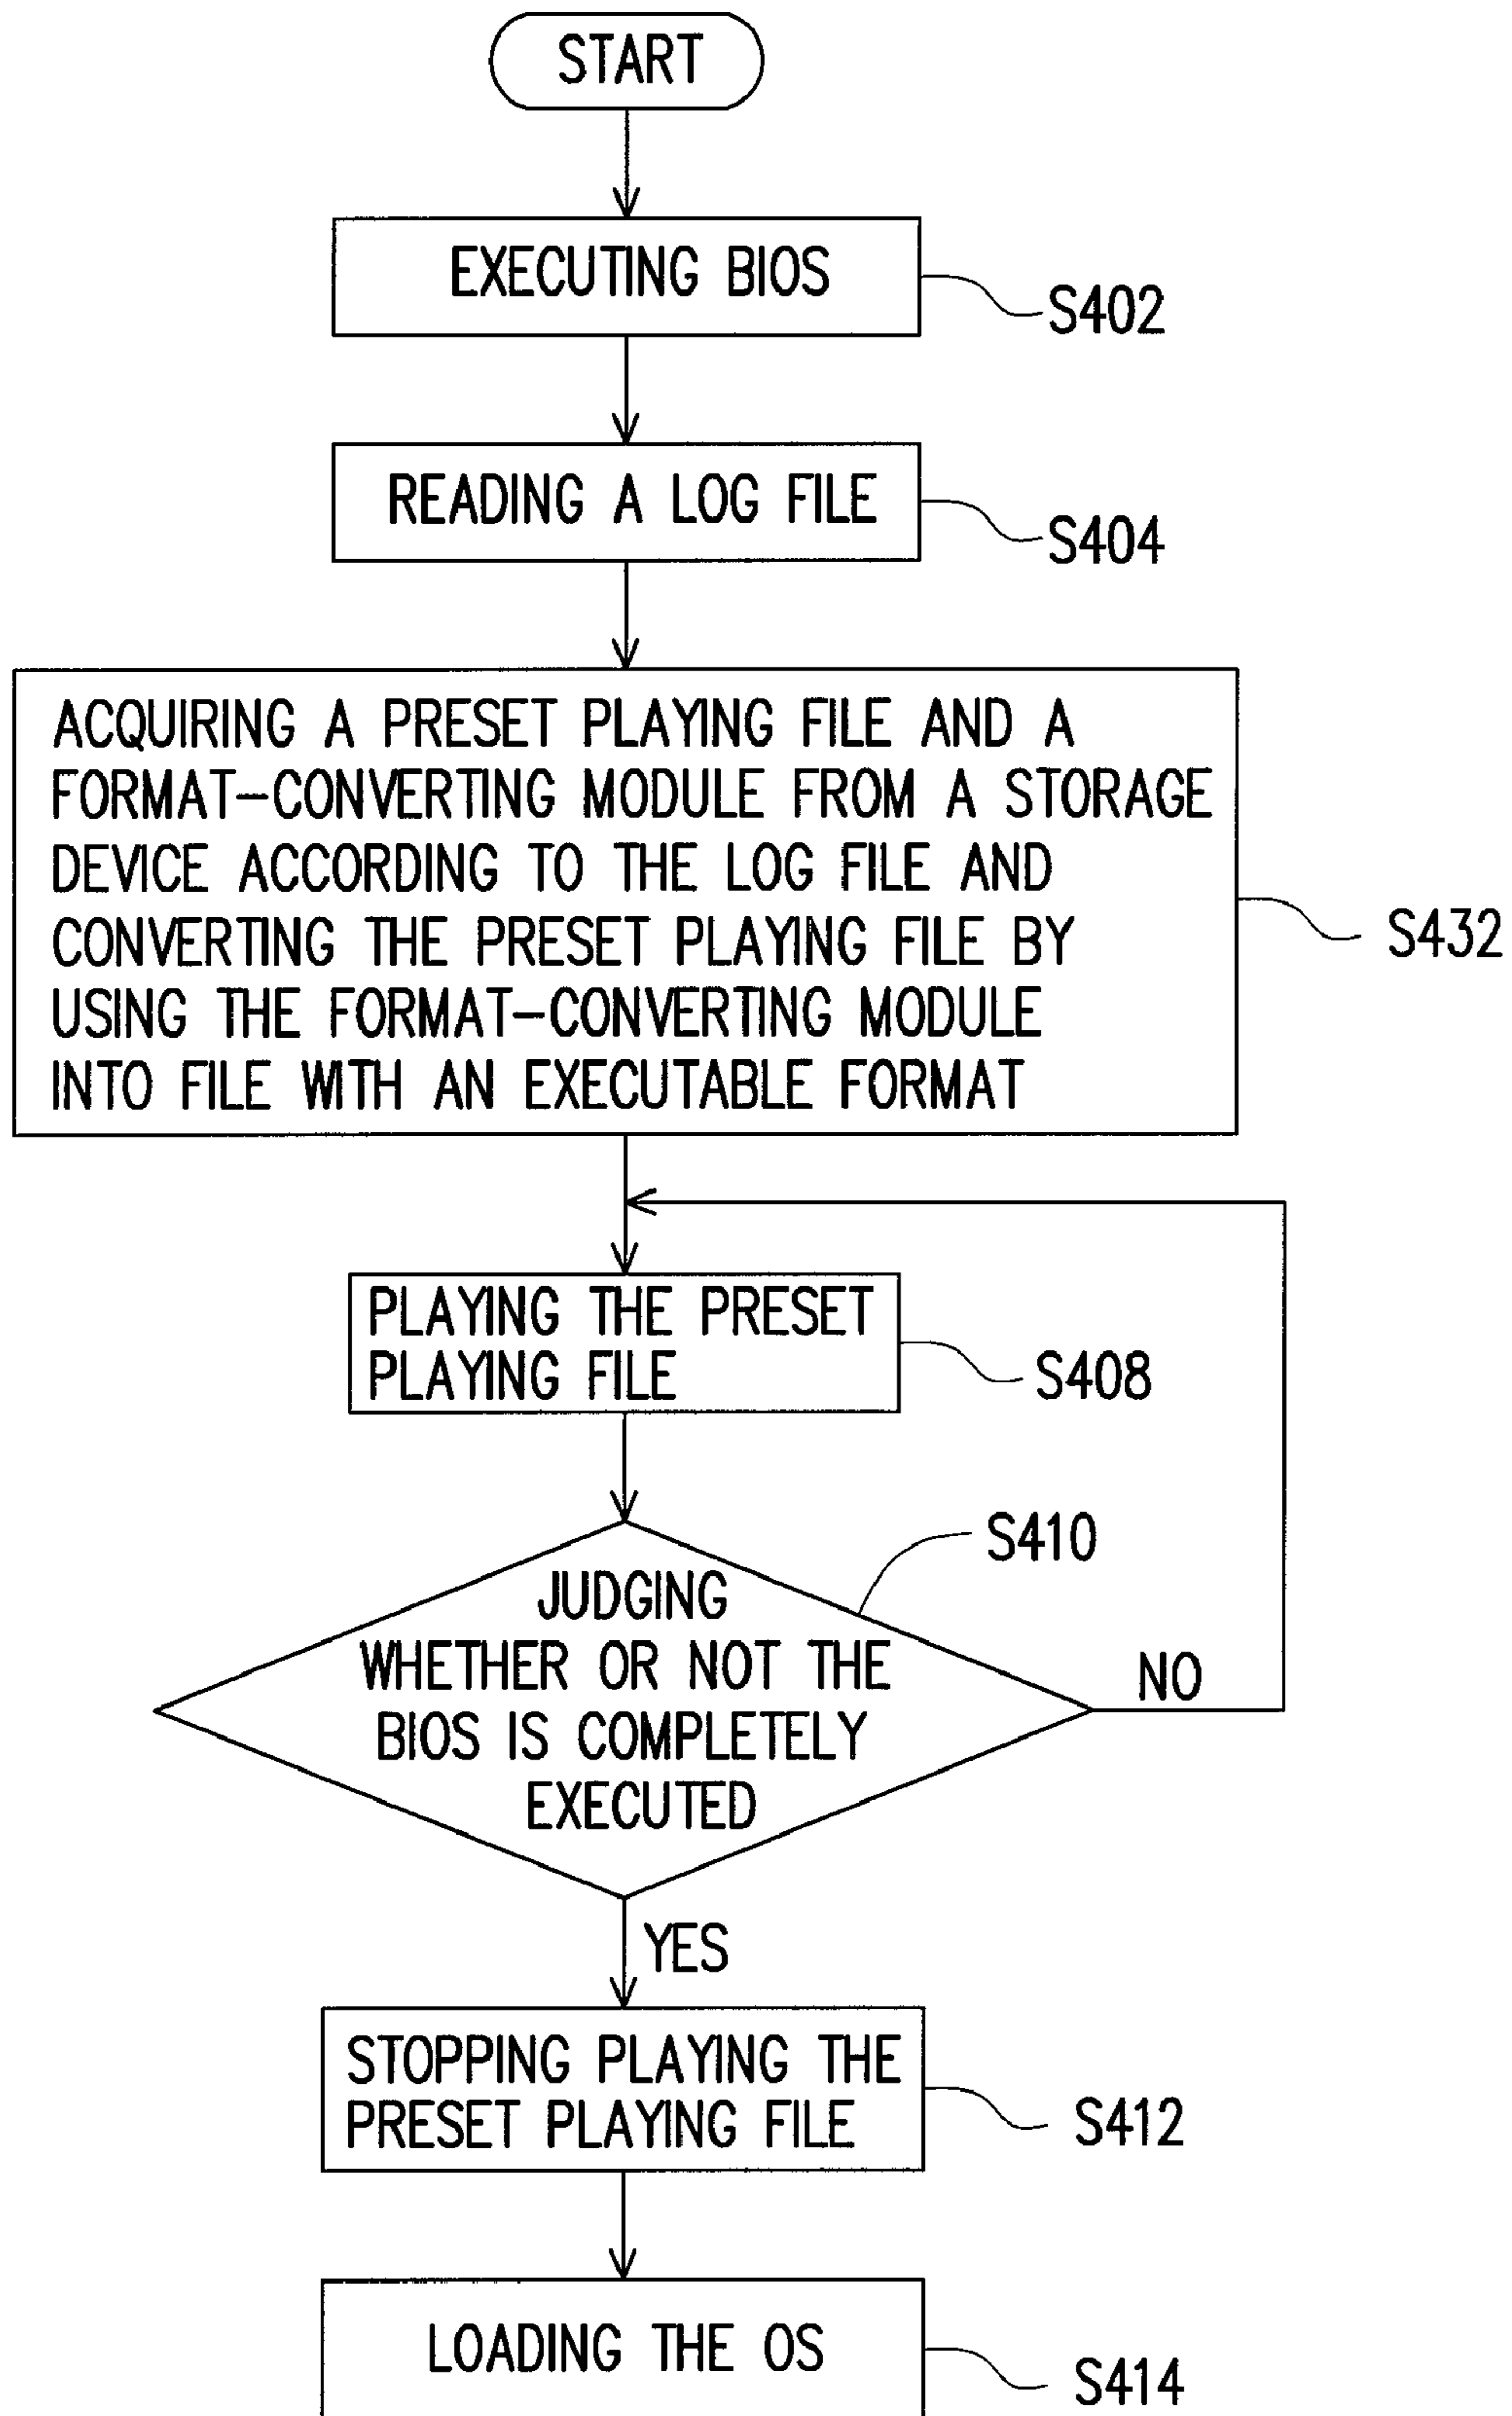 START
EXECUTING BIOS
S402
READING A LOG FILE
S404
ACQUIRING A PRESET PLAYING FILE AND A
FORMAT-CONVERTING MODULE FROM A STORAGE
DEVICE ACCORDING TO THE LOG FILE AND
CONVERTING THE PRESET PLAYING FILE BY
USING THE FORMAT-CONVERTING MODULE
INTO FILE WITH AN EXECUTABLE FORMAT
S432
PLAYING THE PRESET
PLAYING FILE
S408
S410
JUDGING
WHETHER OR NOT THE
BIOS IS COMPLETELY
EXECUTED
NO
YES
STOPPING PLAYING THE
PRESET PLAYING FILE
S412
LOADING THE OS
S414